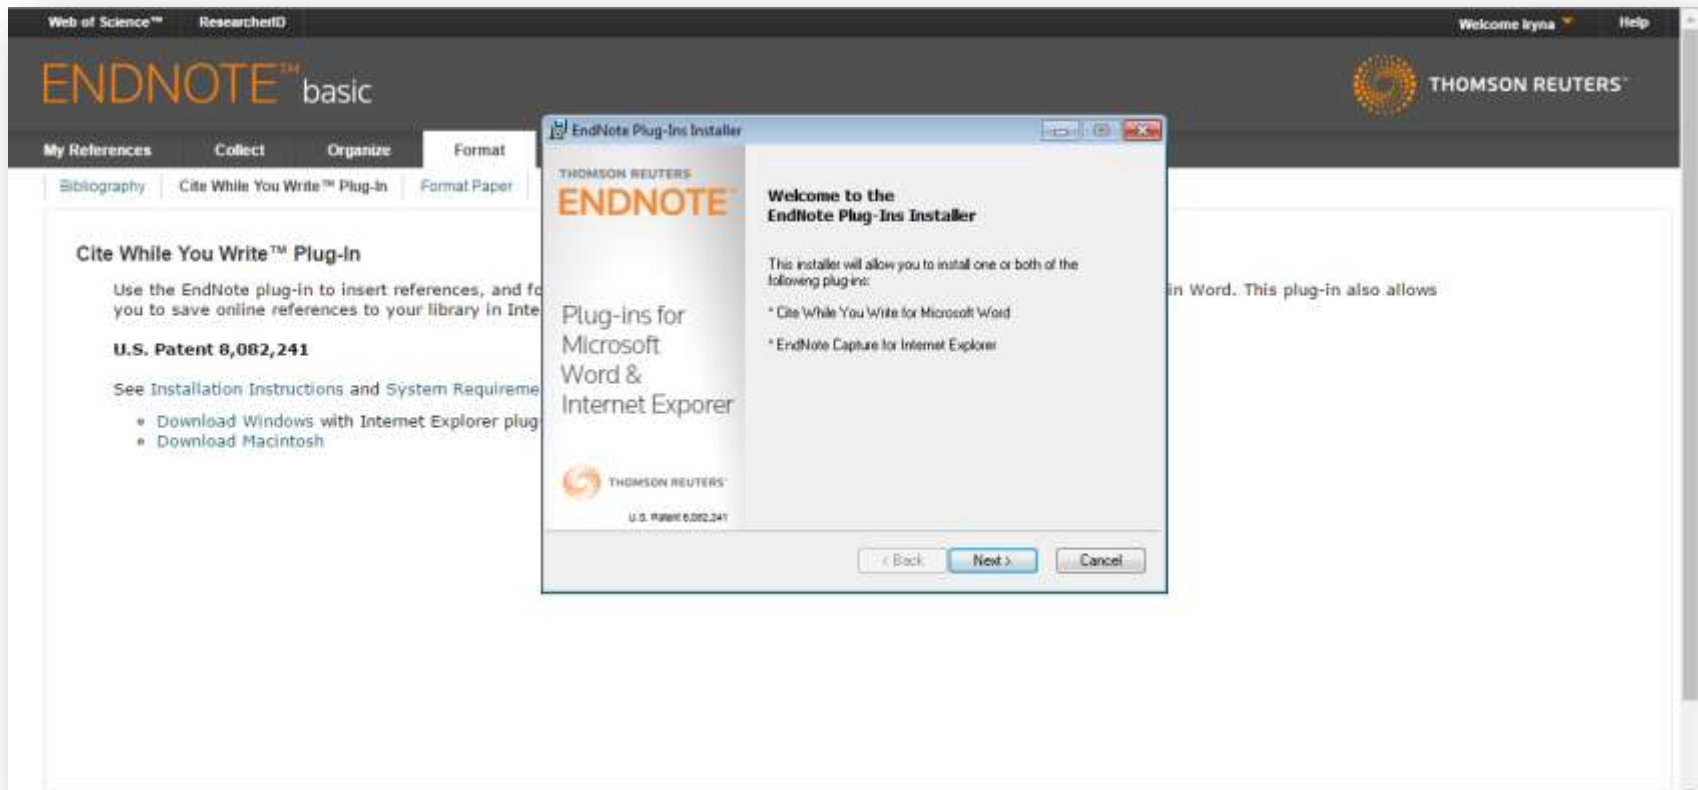 Web of Science™ ResearcherID Welcome Iryna Help
ENDNOTE™ basic
THOMSON REUTERS™
My References Collect Organize Format
Bibliography Cite While You Write™ Plug-In Format Paper
Cite While You Write™ Plug-In
Use the EndNote plug-in to insert references, and fo
in Word. This plug-in also allows
you to save online references to your library in Inte
U.S. Patent 8,082,241
See Installation Instructions and System Requireme
Download Windows with Internet Explorer plug
Download Macintosh
EndNote Plug-Ins Installer
THOMSON REUTERS
ENDNOTE™
Plug-ins for
Microsoft
Word &
Internet Exporer
THOMSON REUTERS™
U.S. Patent 8,082,241
Welcome to the
EndNote Plug-Ins Installer
This installer will allow you to install one or both of the
following plug-ins:
* Cite While You Write for Microsoft Word
* EndNote Capture for Internet Explorer
< Back Next > Cancel